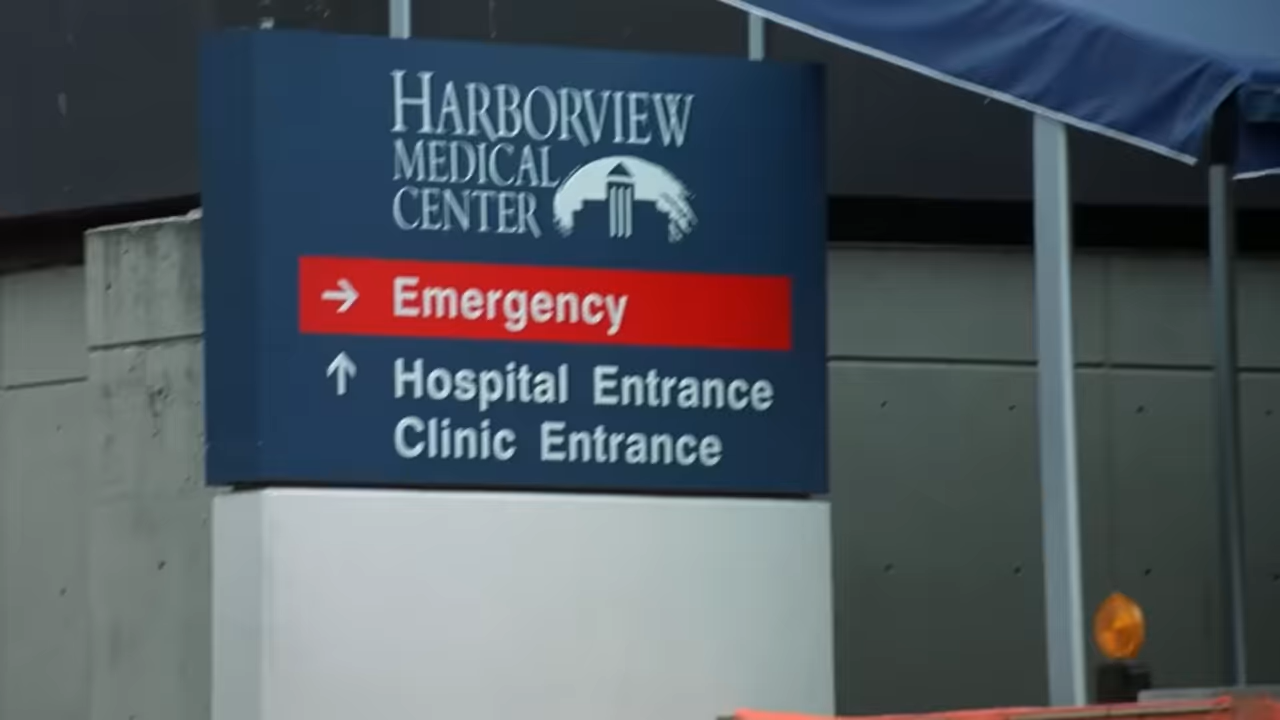 HARBORVIEW
MEDICAL
CENTER
→ Emergency
↑ Hospital Entrance
Clinic Entrance